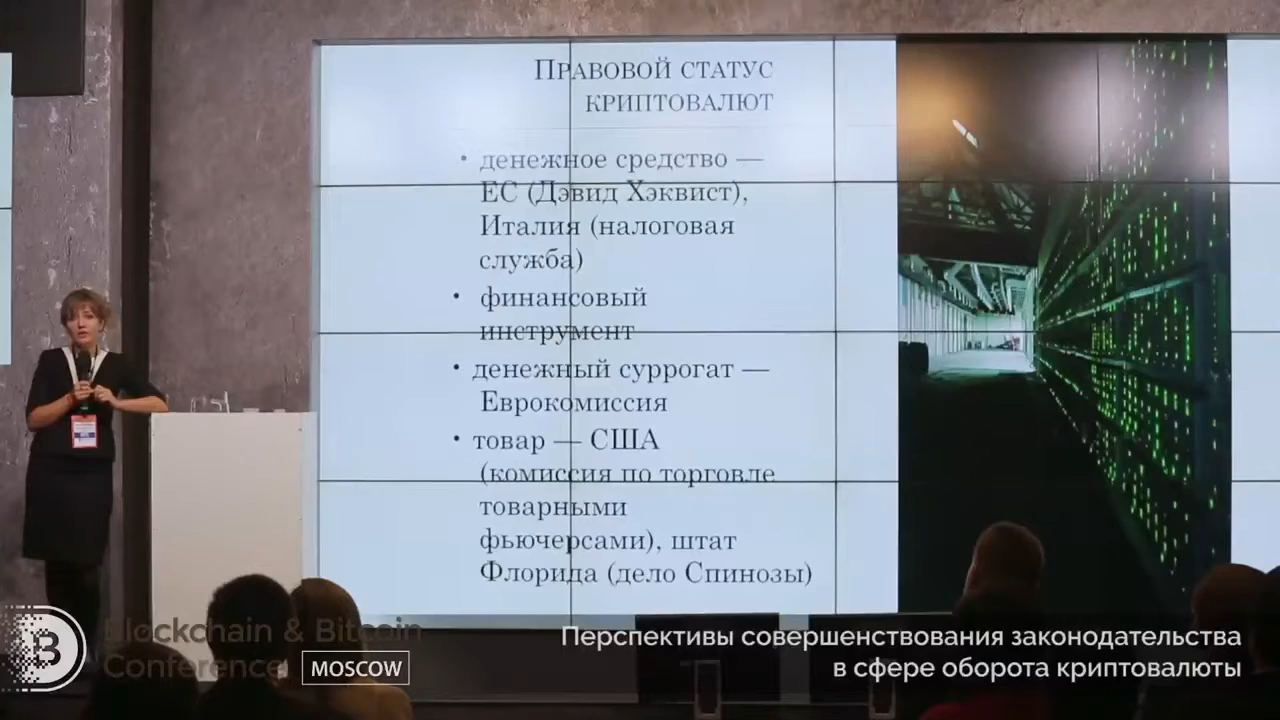 ПРАВОВОЙ СТАТУС
КРИПТОВАЛЮТ
• денежное средство —
ЕС (Дэвид Хэквист),
Италия (налоговая
служба)
• финансовый
инструмент
• денежный суррогат —
Еврокомиссия
• товар — США
(комиссия по торговле
товарными
фьючерсами), штат
Флорида (дело Спинозы)
Blockchain & Bitcoin
Conference MOSCOW
Перспективы совершенствования законодательства
в сфере оборота криптовалюты